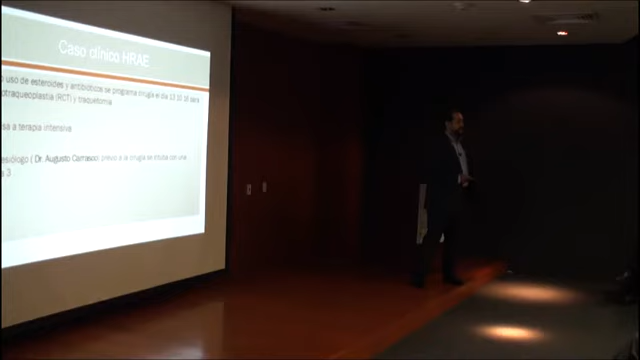 Caso clínico HRAE
o uso de esteroides y antibióticos se programa cirugía el día 13 10 16 para
otraqueoplastia (RCT) y traqueotomia
sa a terapia intensiva
esiólogo ( Dr. Augusto Carrasco) previo a la cirugía se intuba con una
a 3